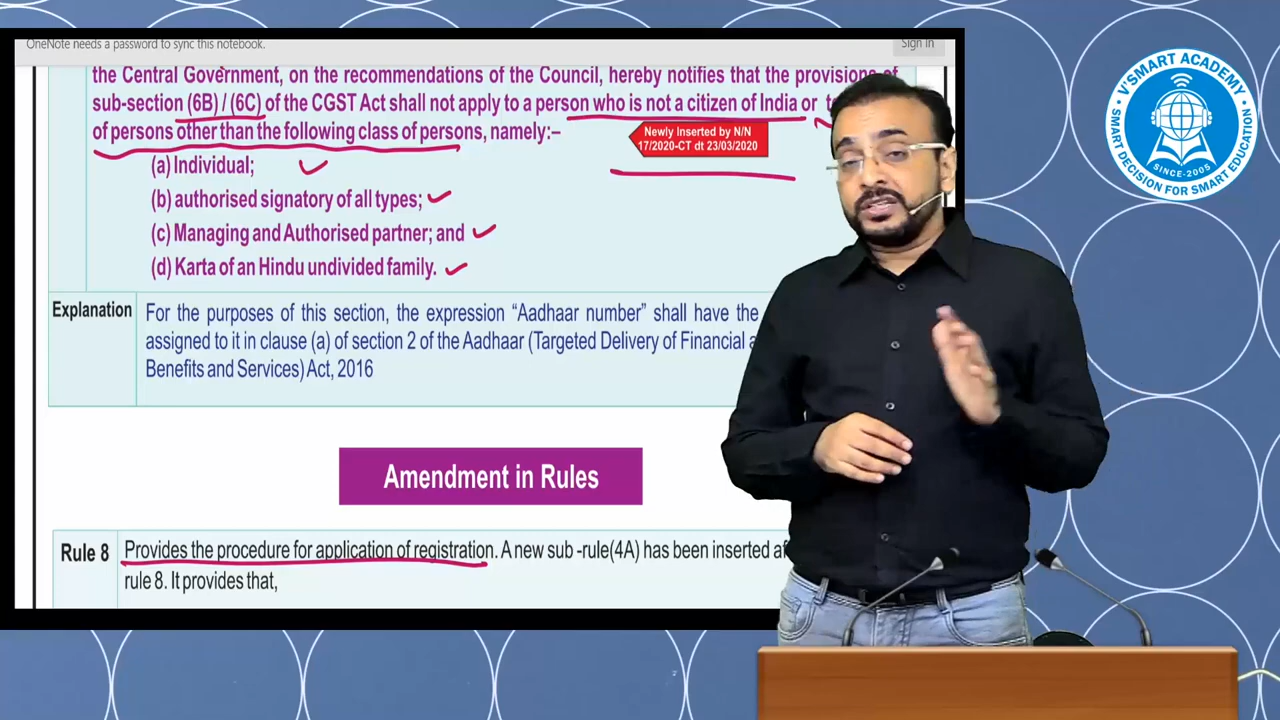 OneNote needs a password to sync this notebook.
Sign in
the Central Government, on the recommendations of the Council, hereby notifies that the provisions of
sub-section (6B) / (6C) of the CGST Act shall not apply to a person who is not a citizen of India or
of persons other than the following class of persons, namely:–
Newly Inserted by N/N
17/2020-CT dt 23/03/2020
(a) Individual;
(b) authorised signatory of all types;
(c) Managing and Authorised partner; and
(d) Karta of an Hindu undivided family.
Explanation
For the purposes of this section, the expression “Aadhaar number” shall have the
assigned to it in clause (a) of section 2 of the Aadhaar (Targeted Delivery of Financial
Benefits and Services) Act, 2016
Amendment in Rules
Rule 8
Provides the procedure for application of registration. A new sub -rule(4A) has been inserted
rule 8. It provides that,
V'SMART ACADEMY
SINCE-2005
SMART DECISION FOR SMART EDUCATION